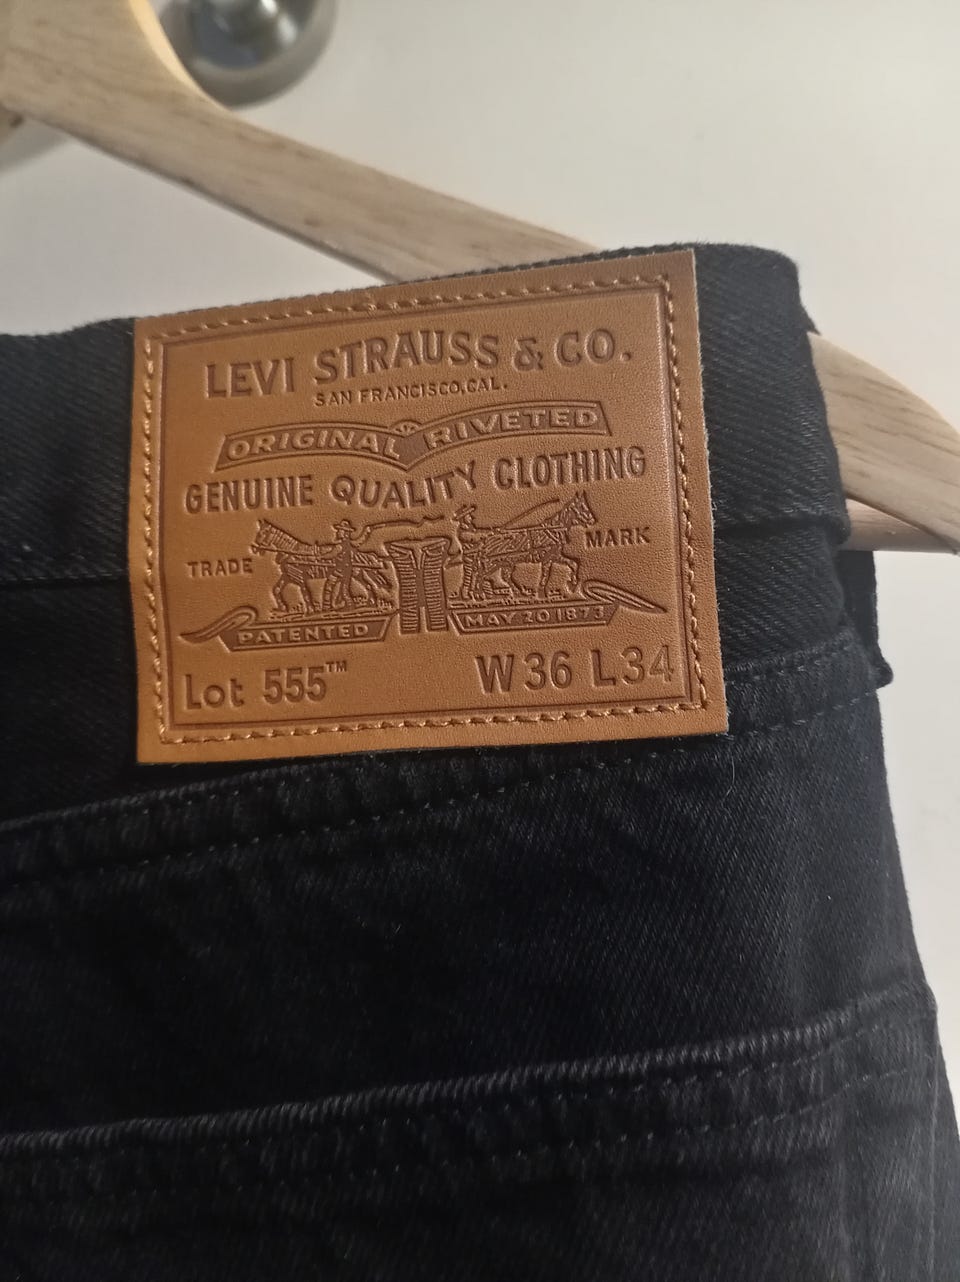 LEVI STRAUSS & CO.
SAN FRANCISCO, CAL.
ORIGINAL RIVETED
GENUINE QUALITY CLOTHING
TRADE MARK
PATENTED MAY 20 1873
Lot 555™ W36 L34